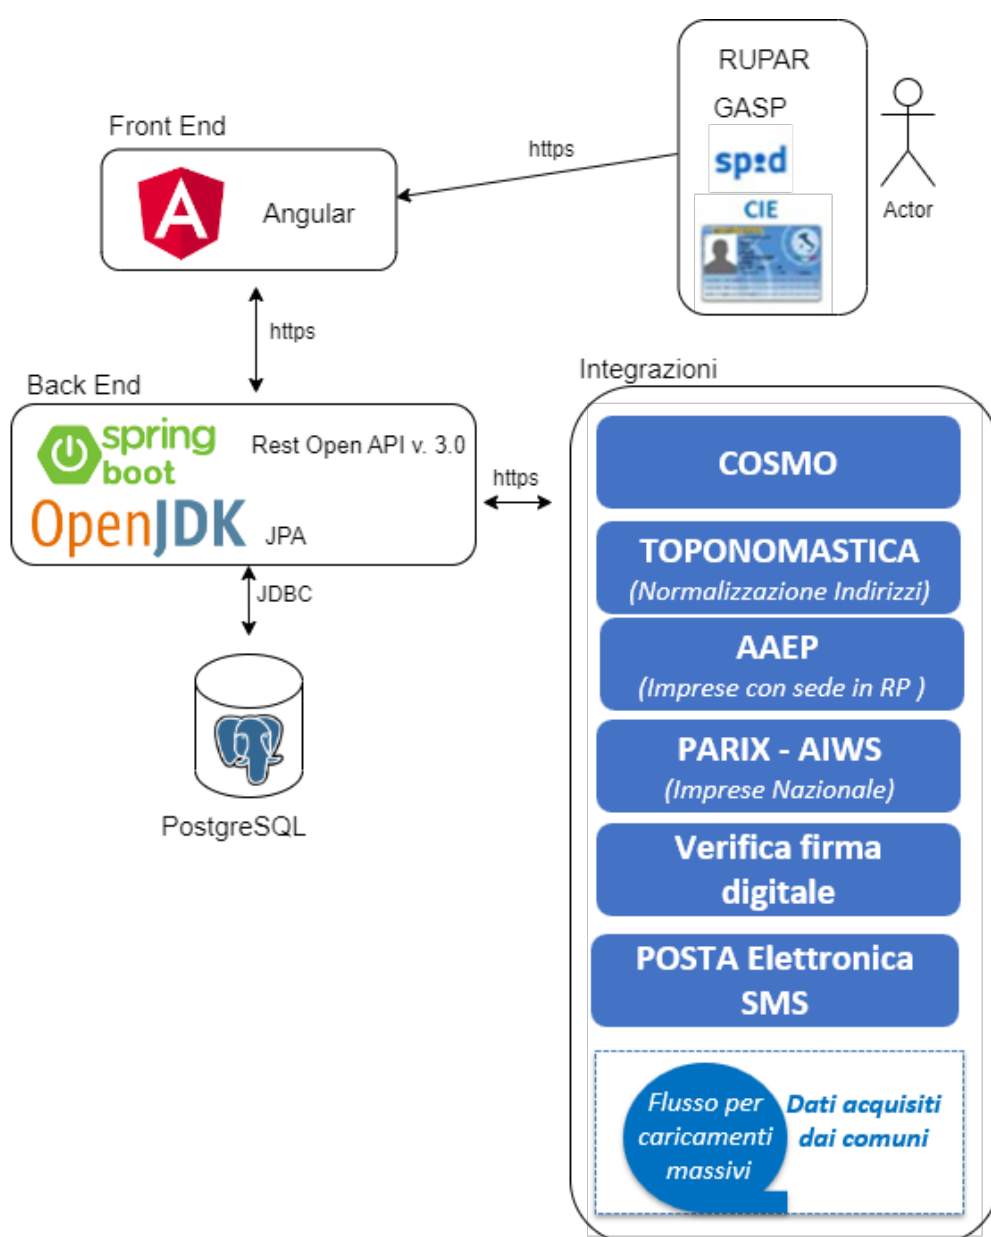 RUPAR
GASP
spid
CIE
Actor
https
Front End
Angular
https
Back End
spring
boot
Rest Open API v. 3.0
OpenJDK
JPA
https
JDBC
PostgreSQL
Integrazioni
COSMO
TOPONOMASTICA
(Normalizzazione Indirizzi)
AAEP
(Imprese con sede in RP )
PARIX - AIWS
(Imprese Nazionale)
Verifica firma
digitale
POSTA Elettronica
SMS
Flusso per
caricamenti
massivi
Dati acquisiti
dai comuni